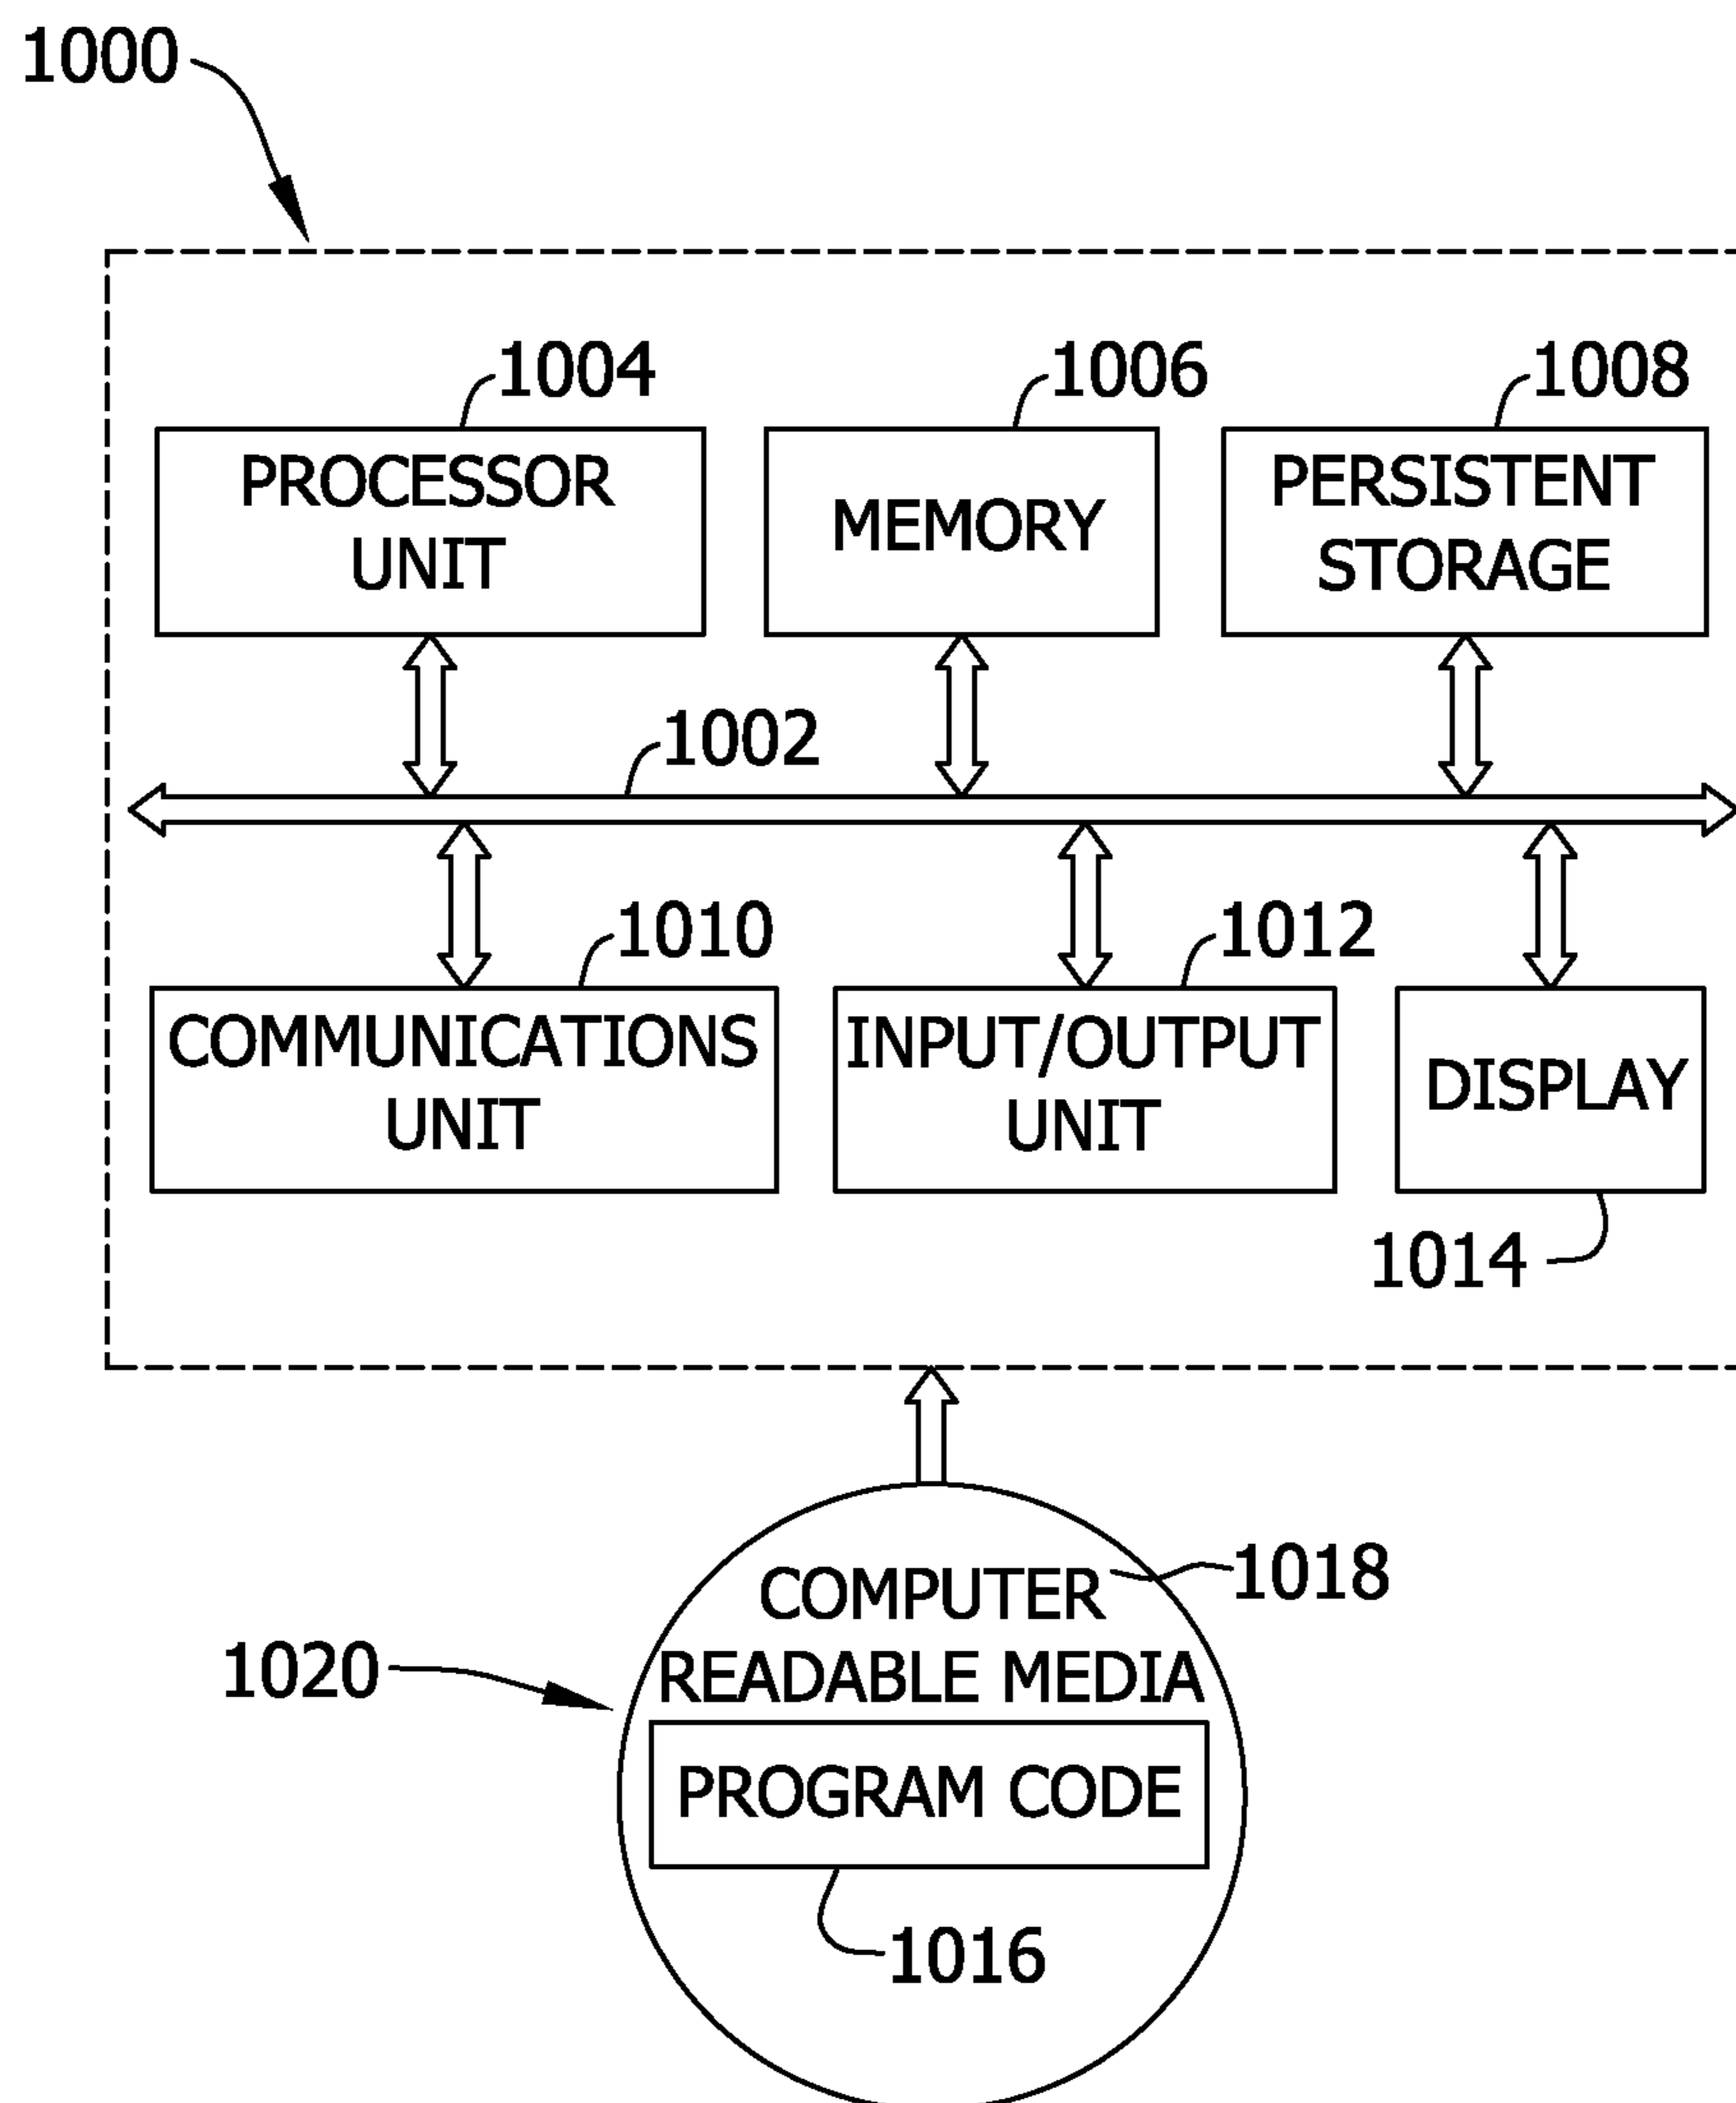 1000
1004
1006
1008
PROCESSOR
UNIT
MEMORY
PERSISTENT
STORAGE
1002
1010
1012
COMMUNICATIONS
UNIT
INPUT/OUTPUT
UNIT
DISPLAY
1014
COMPUTER
READABLE MEDIA
1018
1020
PROGRAM CODE
1016